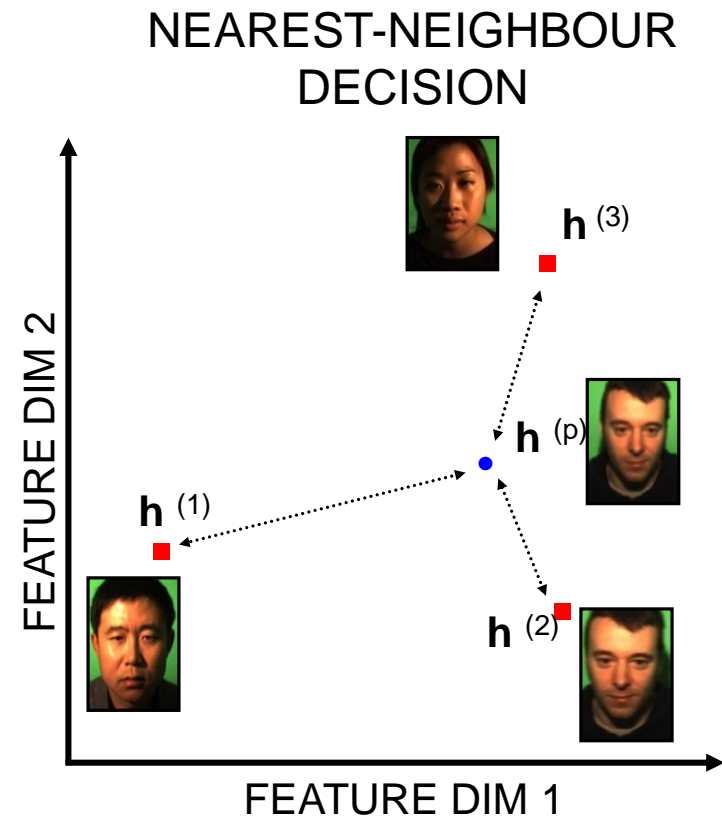 NEAREST-NEIGHBOUR
DECISION
h (3)
FEATURE DIM 2
h (p)
h (1)
h (2)
FEATURE DIM 1